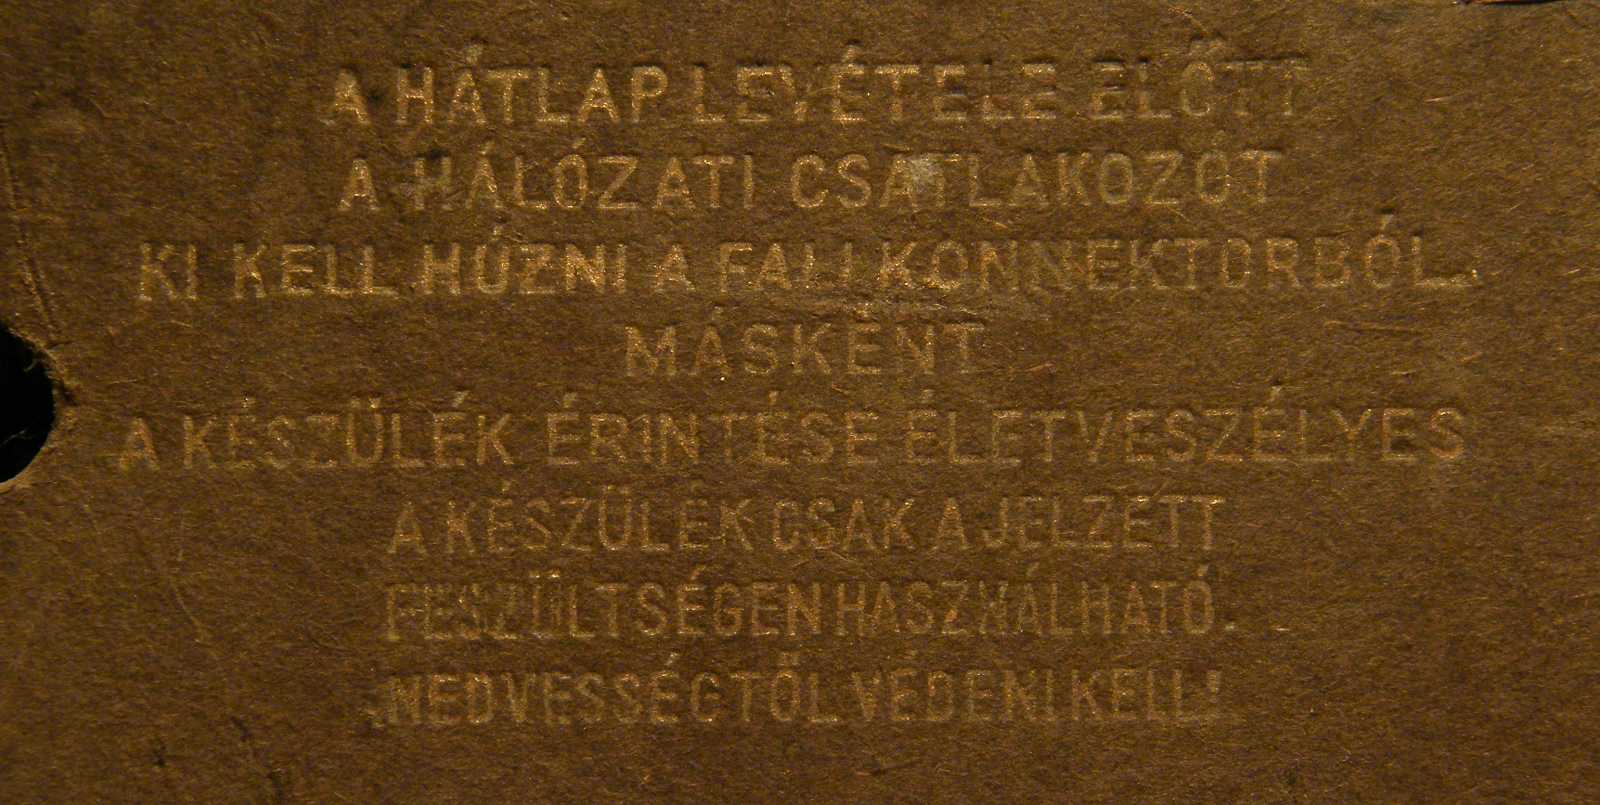 A HÁTLAP LEVÉTELE ELŐTT
A HÁLÓZATI CSATLAKOZÓT
KI KELL HÚZNI A FALI KONNEKTORBÓL.
MÁSKÉNT
A KÉSZÜLÉK ÉRINTÉSE ÉLETVESZÉLYES
A KÉSZÜLÉK CSAK A JELZETT
FESZÜLTSÉGEN HASZNÁLHATÓ.
NEDVESSÉGTŐL VÉDENI KELL!